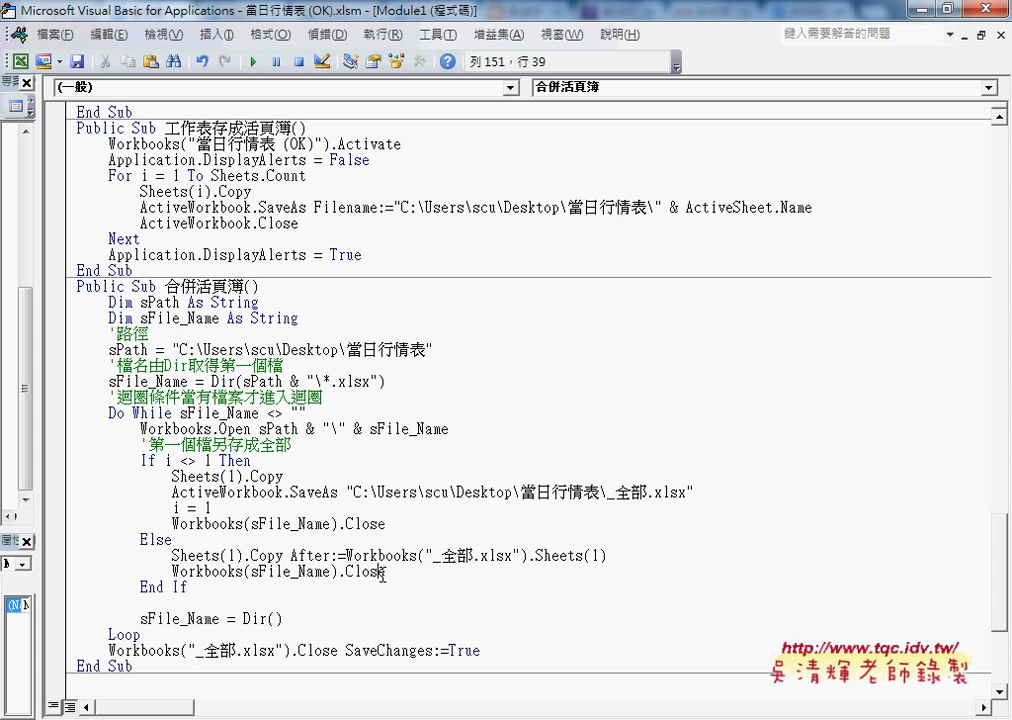 Microsoft Visual Basic for Applications - 當日行情表 (OK).xlsm - [Module1 (程式碼)]
檔案(F) 編輯(E) 檢視(V) 插入(I) 格式(O) 偵錯(D) 執行(R) 工具(T) 增益集(A) 視窗(W) 說明(H) 鍵入需要解答的問題
列 151，行 39
(一般) 合併活頁簿
End Sub
Public Sub 工作表存成活頁簿()
Workbooks("當日行情表 (OK)").Activate
Application.DisplayAlerts = False
For i = 1 To Sheets.Count
Sheets(i).Copy
ActiveWorkbook.SaveAs Filename:="C:\Users\scu\Desktop\當日行情表\" & ActiveSheet.Name
ActiveWorkbook.Close
Next
Application.DisplayAlerts = True
End Sub
Public Sub 合併活頁簿()
Dim sPath As String
Dim sFile_Name As String
'路徑
sPath = "C:\Users\scu\Desktop\當日行情表"
'檔名由Dir取得第一個檔
sFile_Name = Dir(sPath & "\*.xlsx")
'迴圈條件當有檔案才進入迴圈
Do While sFile_Name <> ""
Workbooks.Open sPath & "\" & sFile_Name
'第一個檔另存成全部
If i <> 1 Then
Sheets(1).Copy
ActiveWorkbook.SaveAs "C:\Users\scu\Desktop\當日行情表\_全部.xlsx"
i = 1
Workbooks(sFile_Name).Close
Else
Sheets(1).Copy After:=Workbooks("_全部.xlsx").Sheets(1)
Workbooks(sFile_Name).Close
End If
sFile_Name = Dir()
Loop
Workbooks("_全部.xlsx").Close SaveChanges:=True
End Sub
http://www.tqc.idv.tw/
吳清輝老師錄製